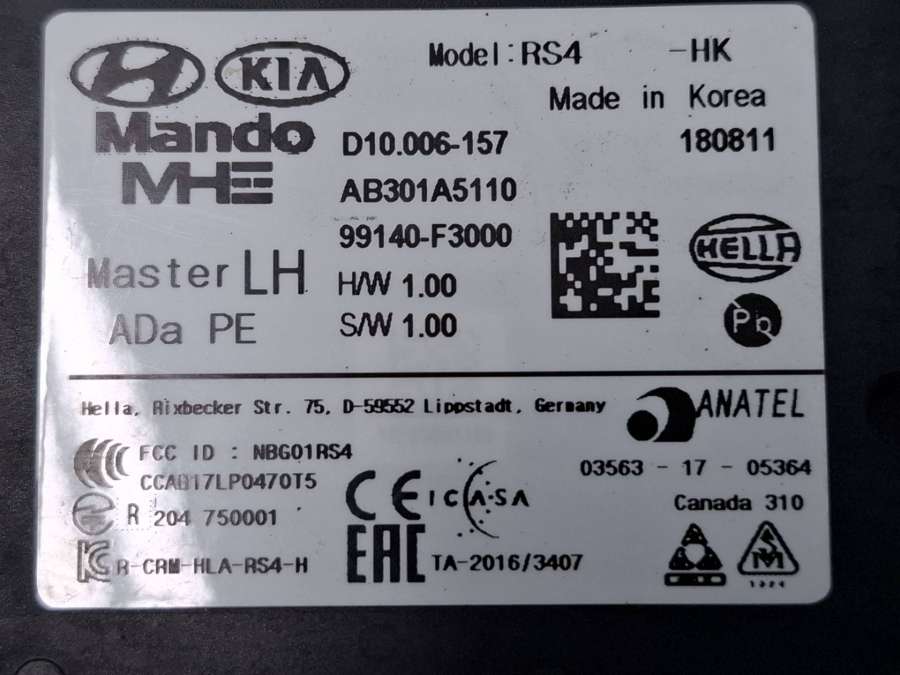 KIA
Model:RS4 -HK
Made in Korea
Mando
D10.006-157
180811
MHE
AB301A5110
99140-F3000
HELLA
Master LH
H/W 1.00
Pb
ADa PE
S/W 1.00
Hella, Rixbecker Str. 75, D-59552 Lippstadt, Germany
ANATEL
FCC ID : NBG01RS4
03563 - 17 - 05364
CCAB17LP0470T5
CE
ICASA
Canada 310
R 204 750001
EAC
TA-2016/3407
R-CRM-HLA-RS4-H